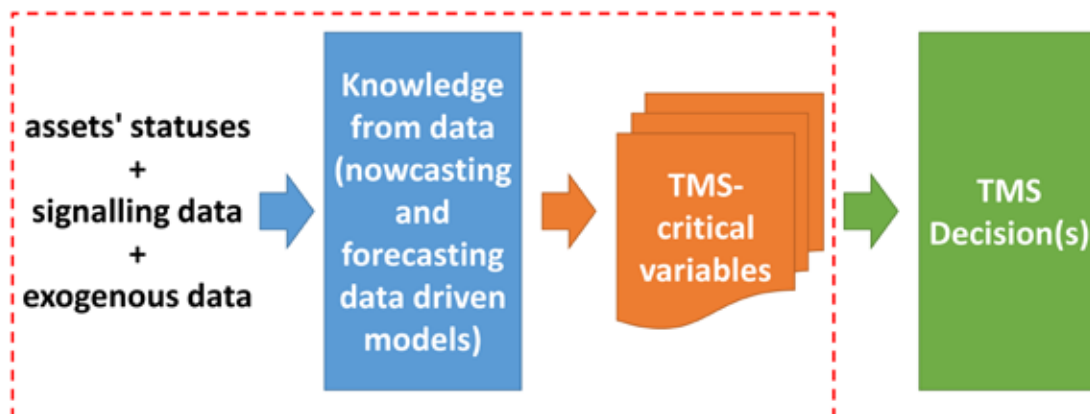 assets' statuses
+
signalling data
+
exogenous data
Knowledge
from data
(nowcasting
and
forecasting
data driven
models)
TMS-
critical
variables
TMS
Decision(s)